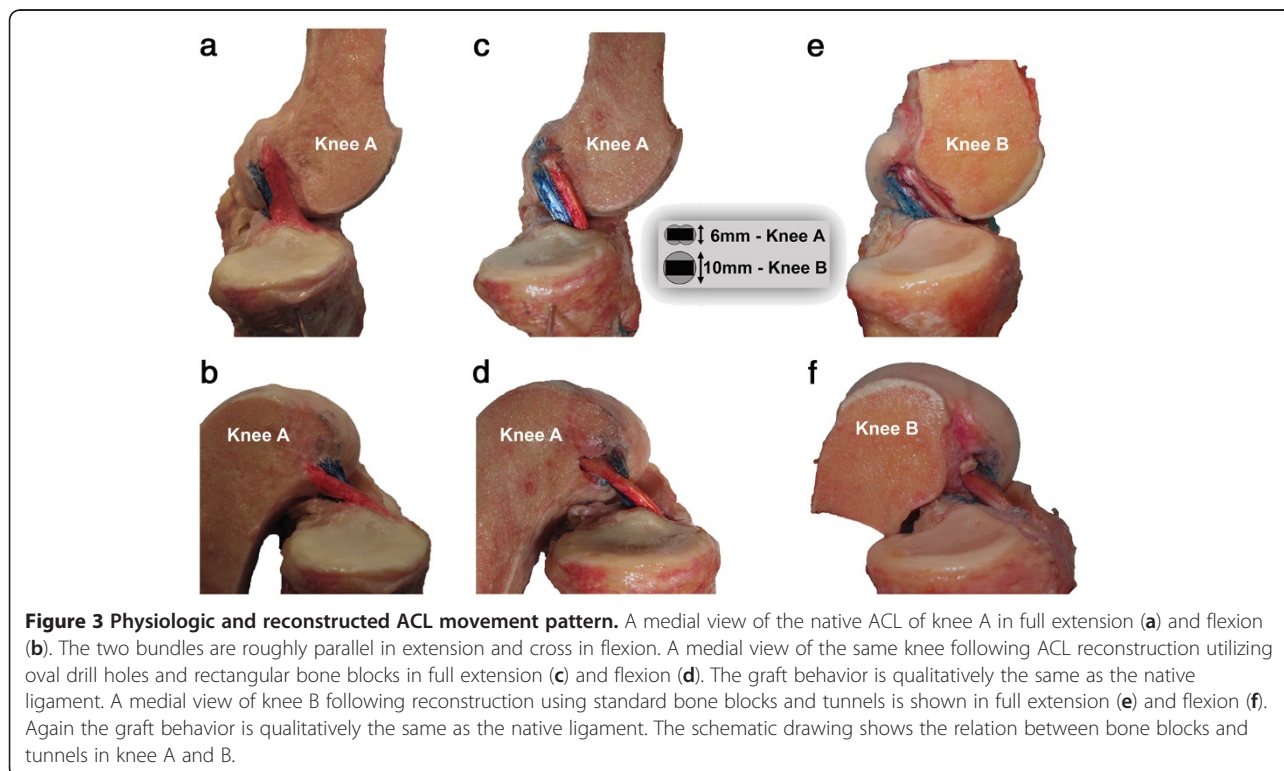 a
c
e
Knee A
Knee A
Knee B
6mm - Knee A
10mm - Knee B
b
d
f
Knee A
Knee A
Knee B
Figure 3 Physiologic and reconstructed ACL movement pattern. A medial view of the native ACL of knee A in full extension (a) and flexion
(b). The two bundles are roughly parallel in extension and cross in flexion. A medial view of the same knee following ACL reconstruction utilizing
oval drill holes and rectangular bone blocks in full extension (c) and flexion (d). The graft behavior is qualitatively the same as the native
ligament. A medial view of knee B following reconstruction using standard bone blocks and tunnels is shown in full extension (e) and flexion (f).
Again the graft behavior is qualitatively the same as the native ligament. The schematic drawing shows the relation between bone blocks and
tunnels in knee A and B.